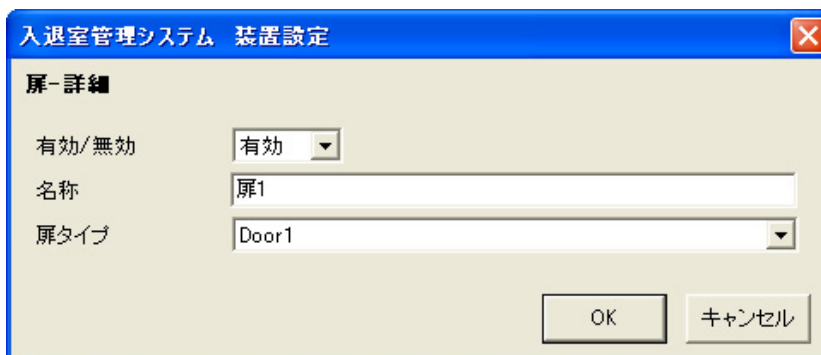 入退室管理システム 装置設定
扉-詳細
有効/無効 有効
名称 扉1
扉タイプ Door1
OK キャンセル